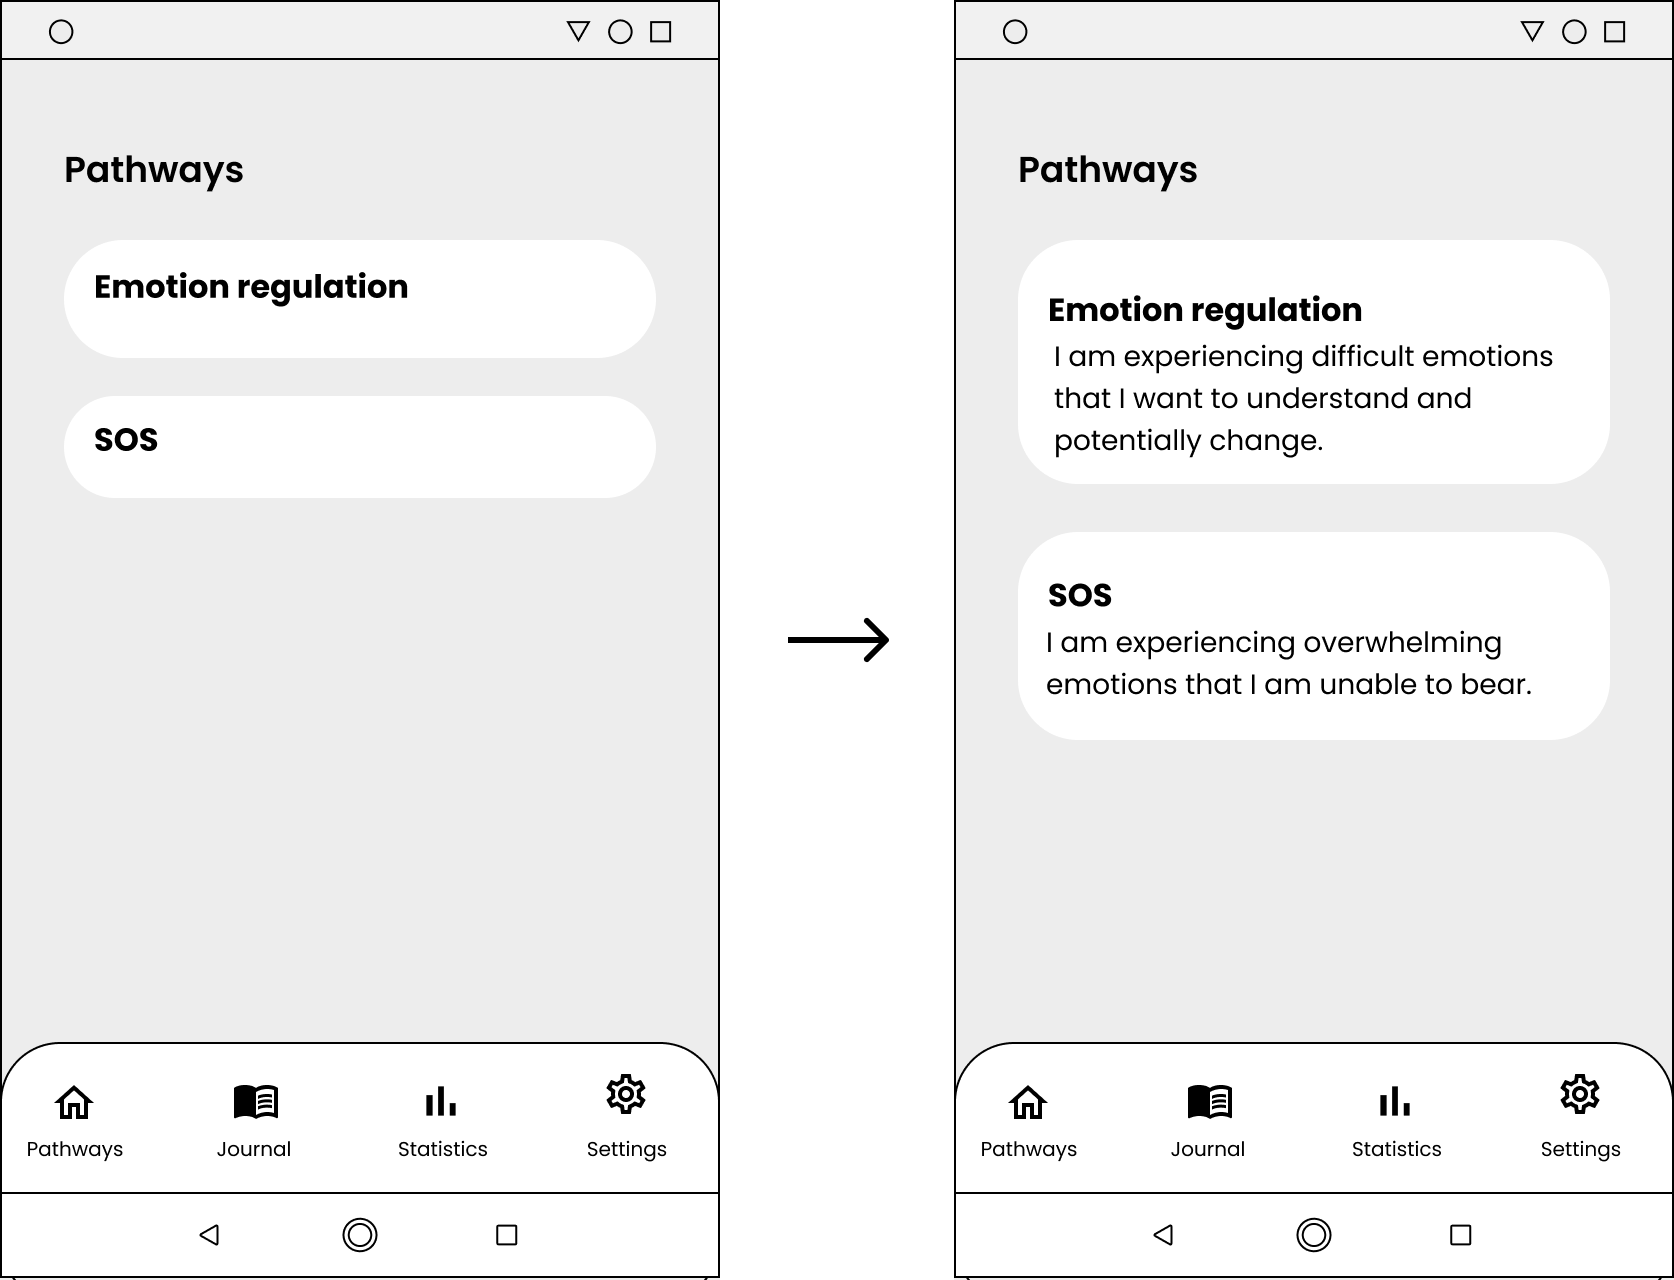 Pathways
Emotion regulation
SOS
Pathways
Journal
Statistics
Settings
Pathways
Emotion regulation
I am experiencing difficult emotions
that I want to understand and
potentially change.
SOS
I am experiencing overwhelming
emotions that I am unable to bear.
Pathways
Journal
Statistics
Settings